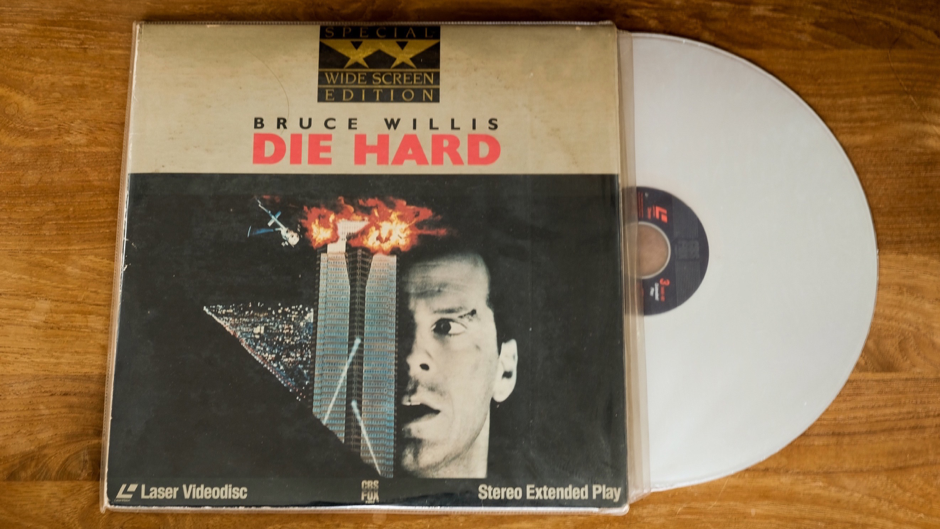 SPECIAL
WIDE SCREEN
EDITION
BRUCE WILLIS
DIE HARD
Laser Videodisc
CBS
FOX
Stereo Extended Play